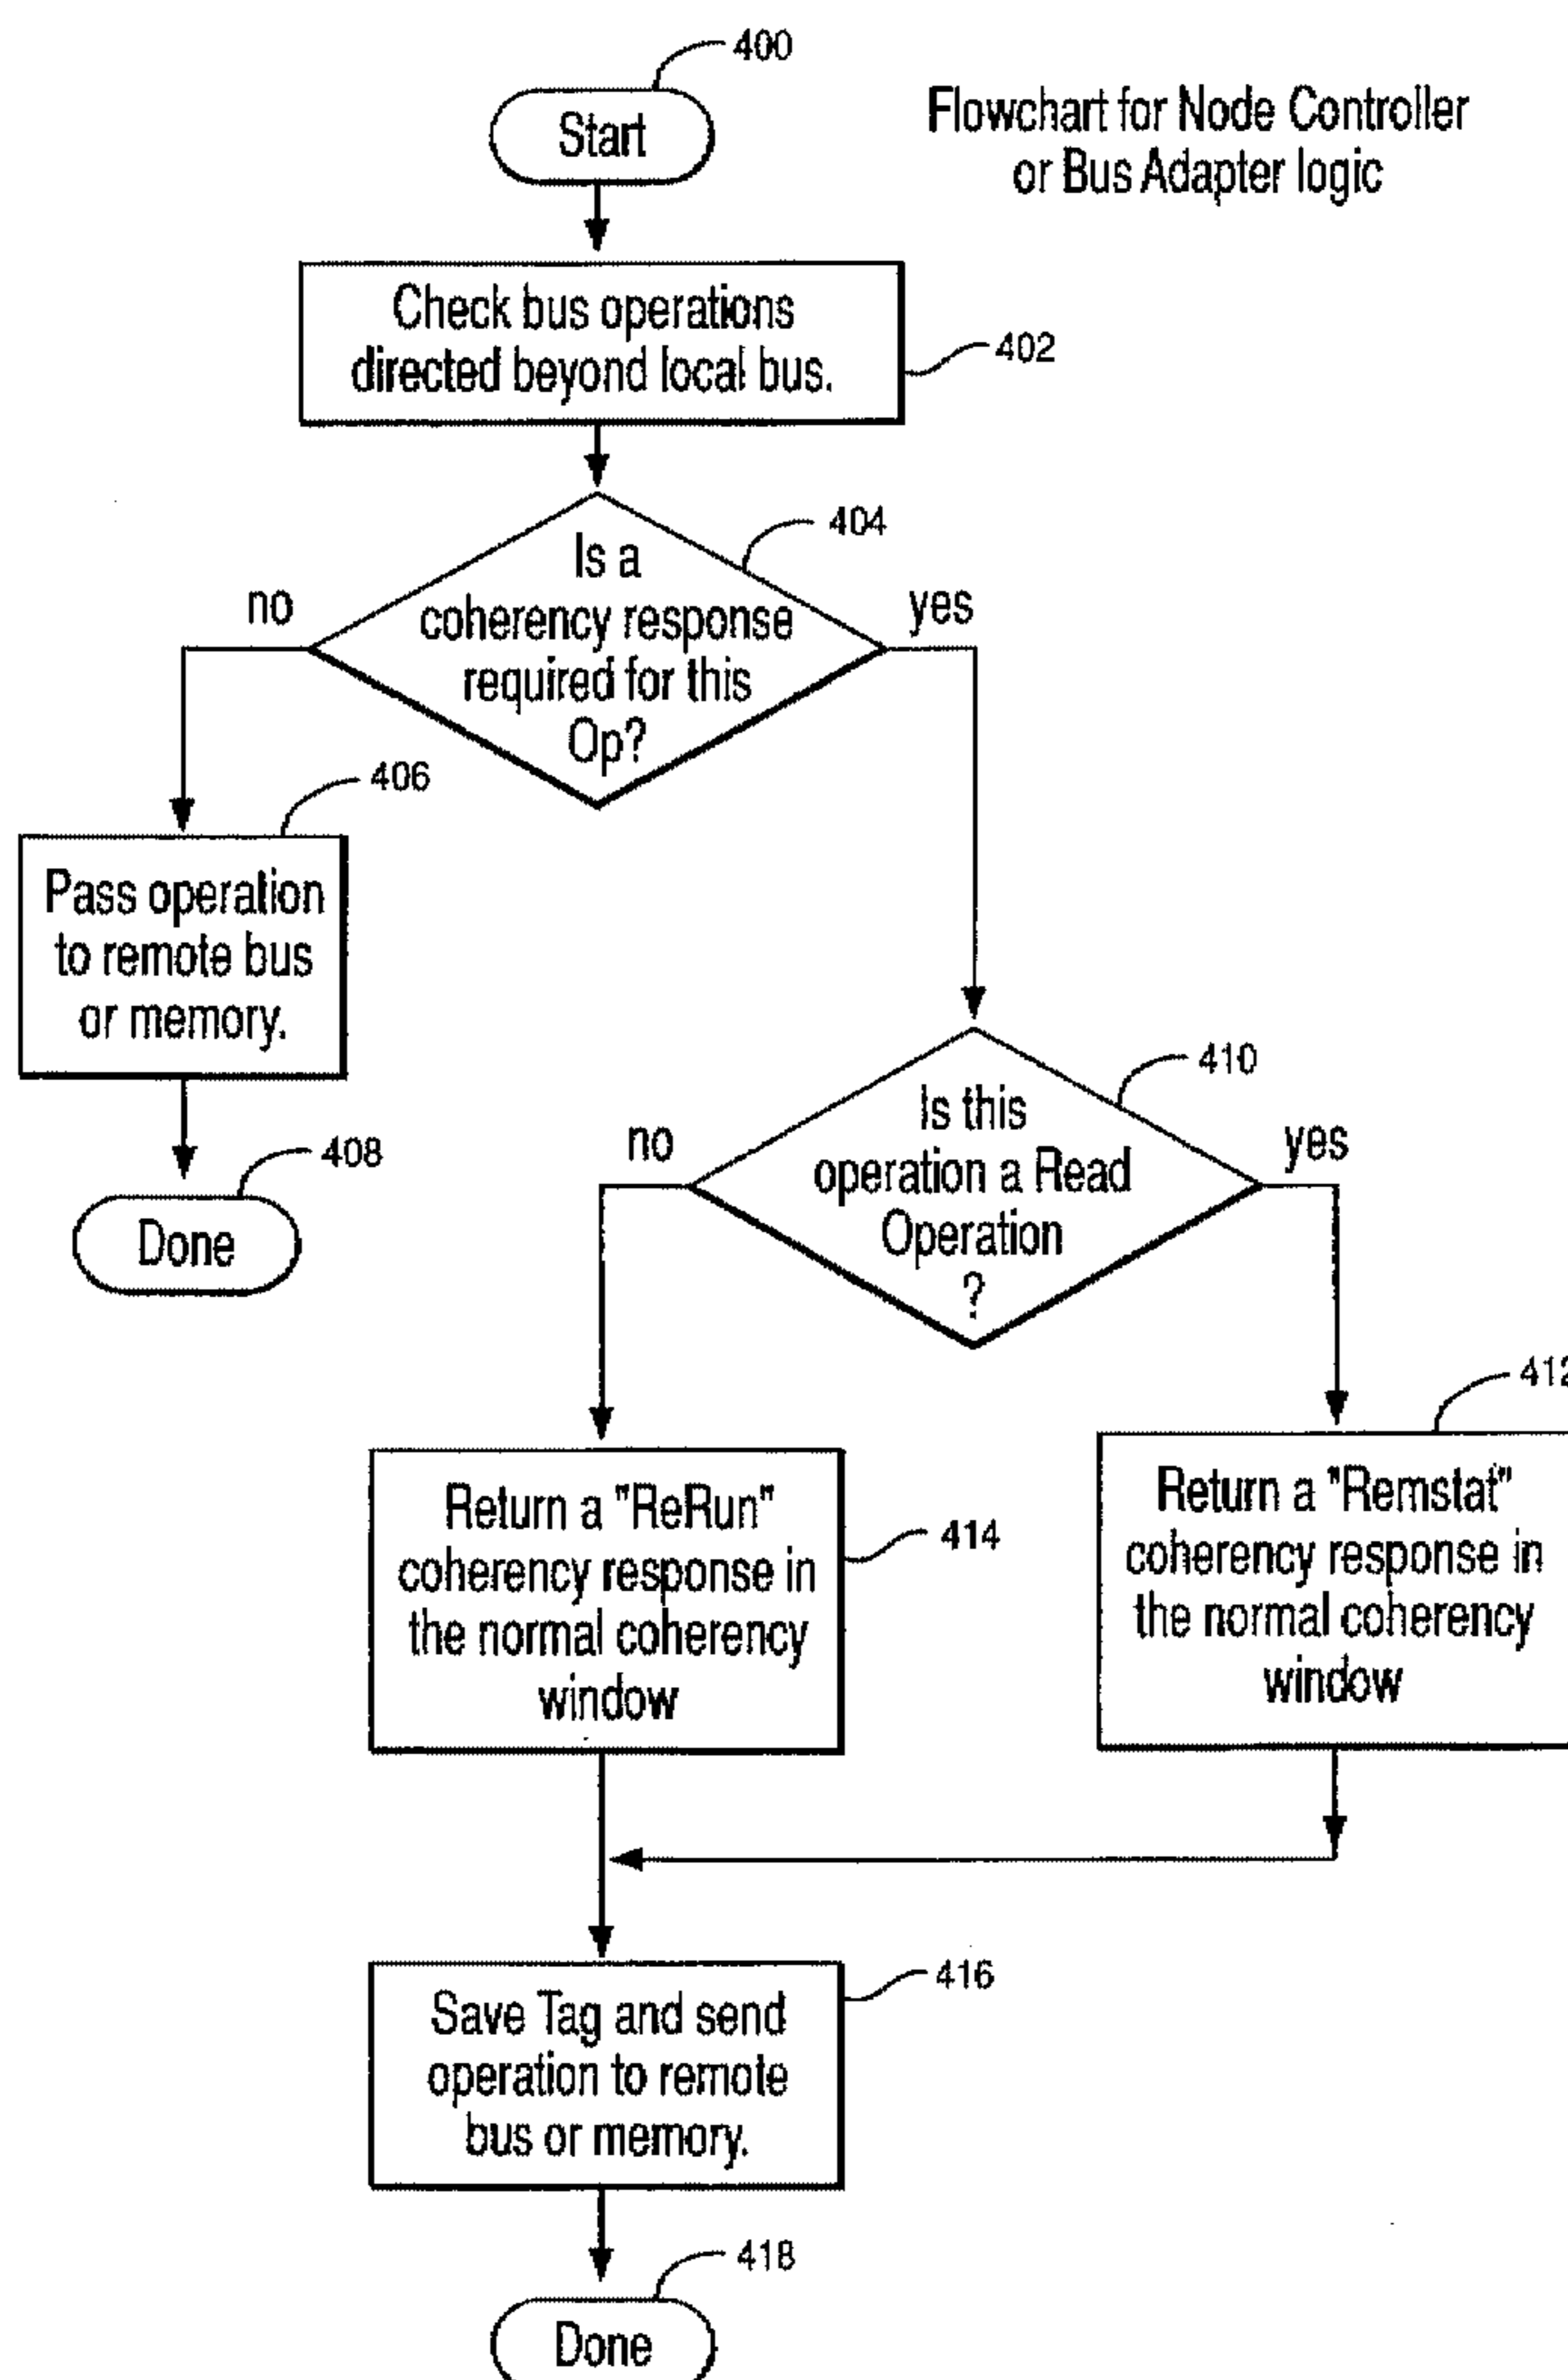 400
Start
Flowchart for Node Controller
or Bus Adapter logic
Check bus operations
directed beyond local bus.
402
404
Is a
coherency response
required for this
Op?
no
yes
406
Pass operation
to remote bus
or memory.
408
Done
410
Is this
operation a Read
Operation
?
no
yes
412
Return a "ReRun"
coherency response in
the normal coherency
window
414
Return a "Remstat"
coherency response in
the normal coherency
window
416
Save Tag and send
operation to remote
bus or memory.
418
Done